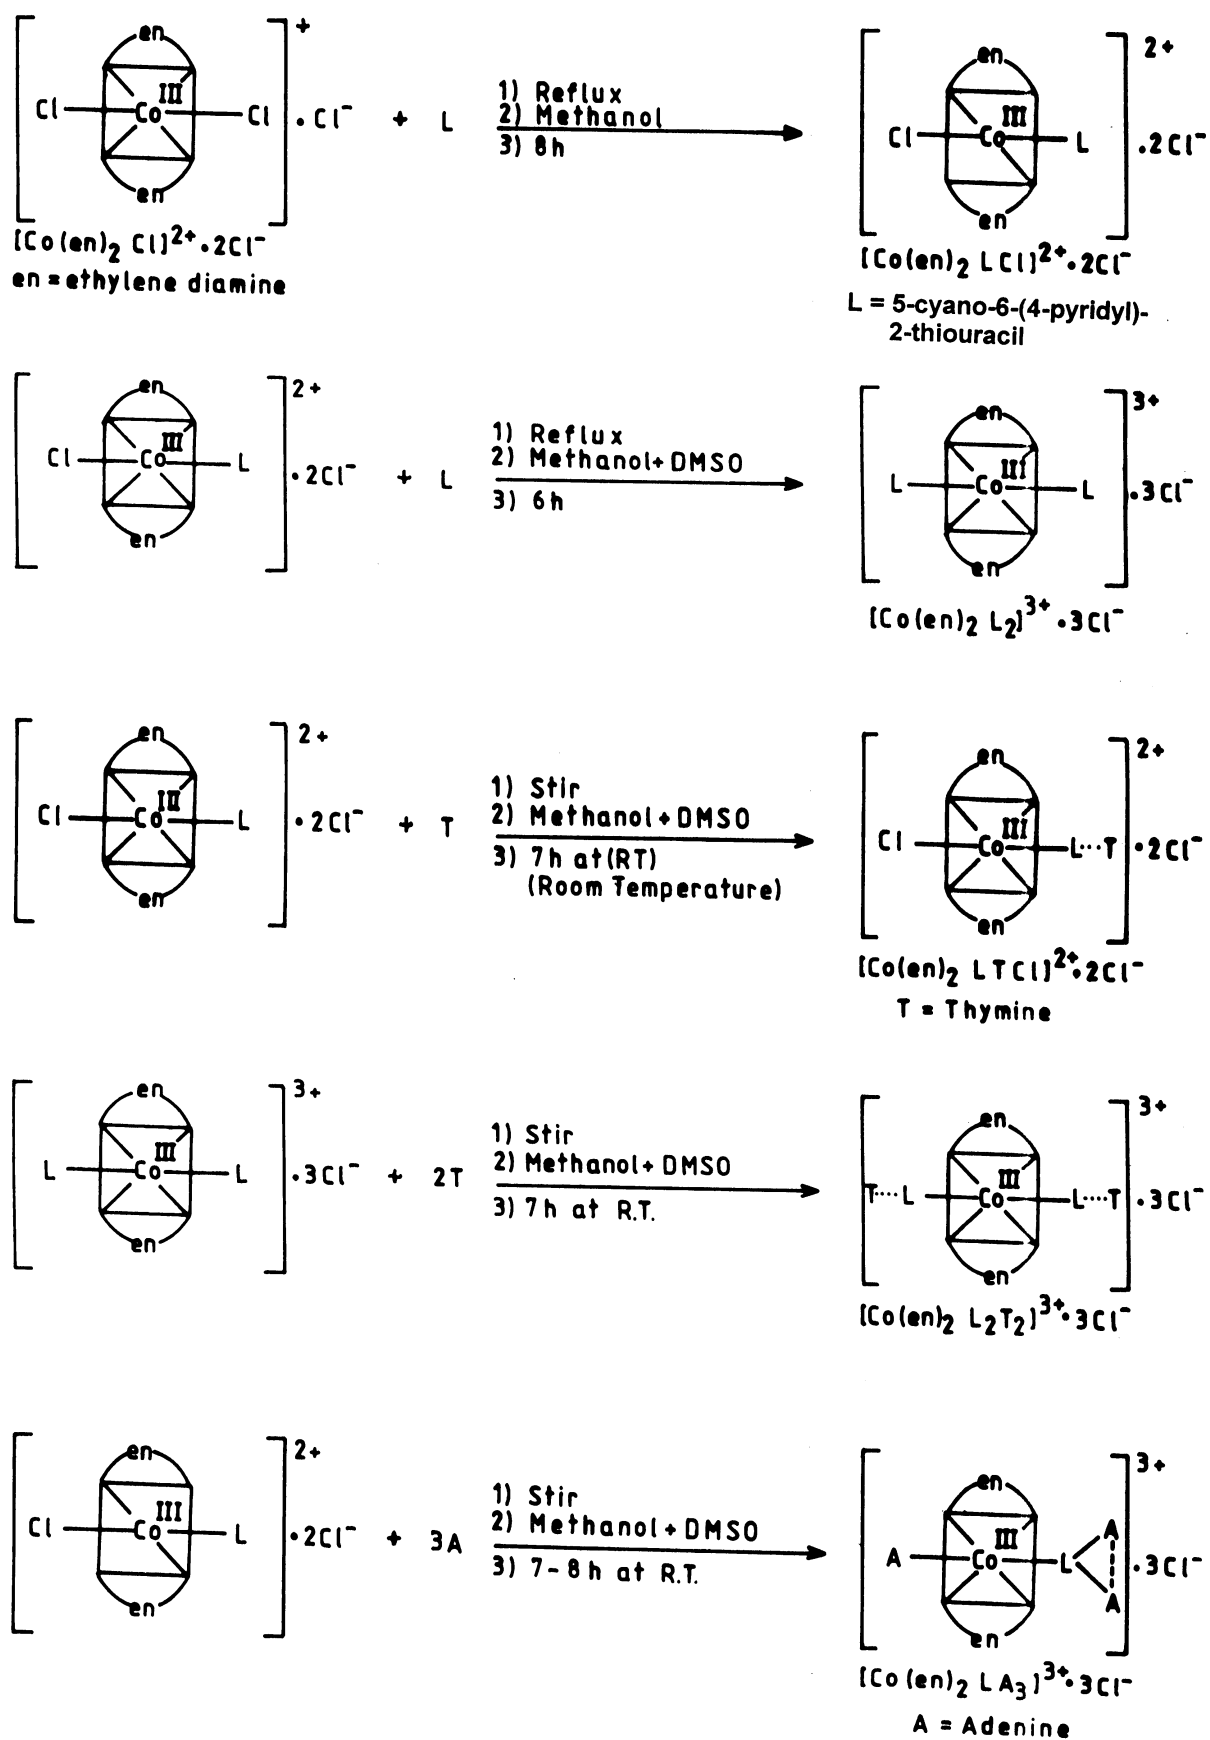 en
III
Cl Co Cl
en
+
· Cl⁻ + L
1) Reflux
2) Methanol
3) 8h
en
III
Cl Co L
en
2+
.2Cl⁻
[Co(en)₂ Cl]²⁺·2Cl⁻
en = ethylene diamine
[Co(en)₂ LCl]²⁺·2Cl⁻
L = 5-cyano-6-(4-pyridyl)-
2-thiouracil
en
III
Cl Co L
en
2+
·2Cl⁻ + L
1) Reflux
2) Methanol+DMSO
3) 6h
en
III
L Co L
en
3+
.3Cl⁻
[Co(en)₂ L₂]³⁺·3Cl⁻
en
III
Cl Co L
en
2+
·2Cl⁻ + T
1) Stir
2) Methanol+DMSO
3) 7h at(RT)
(Room Temperature)
en
III
Cl Co L···T
en
2+
·2Cl⁻
[Co(en)₂ LTCl]²⁺·2Cl⁻
T = Thymine
en
III
L Co L
en
3+
·3Cl⁻ + 2T
1) Stir
2) Methanol+DMSO
3) 7h at R.T.
en
III
T····L Co L····T
en
3+
·3Cl⁻
[Co(en)₂ L₂T₂]³⁺·3Cl⁻
en
III
Cl Co L
en
2+
·2Cl⁻ + 3A
1) Stir
2) Methanol+DMSO
3) 7-8h at R.T.
en
III
A
A Co L
A
en
3+
·3Cl⁻
[Co(en)₂ LA₃]³⁺·3Cl⁻
A = Adenine